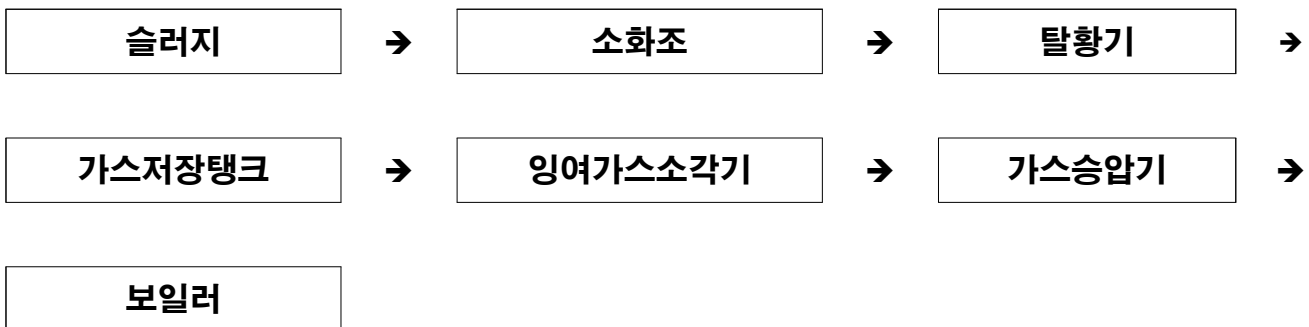 슬러지 → 소화조 → 탈황기 →
가스저장탱크 → 잉여가스소각기 → 가스승압기 →
보일러